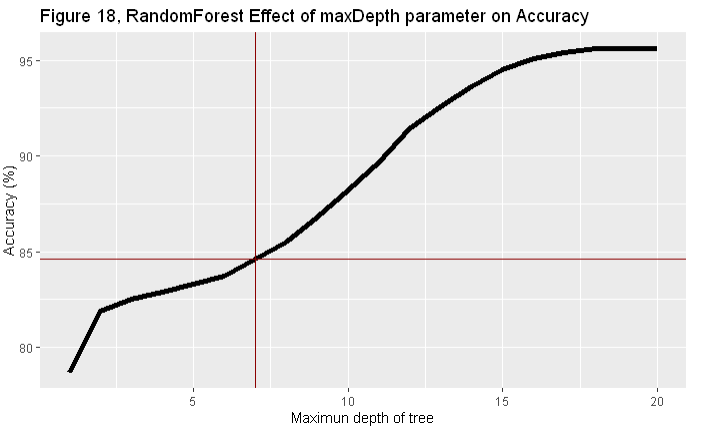 Figure 18, RandomForest Effect of maxDepth parameter on Accuracy
Accuracy (%)
95
90
85
80
5 10 15 20
Maximun depth of tree